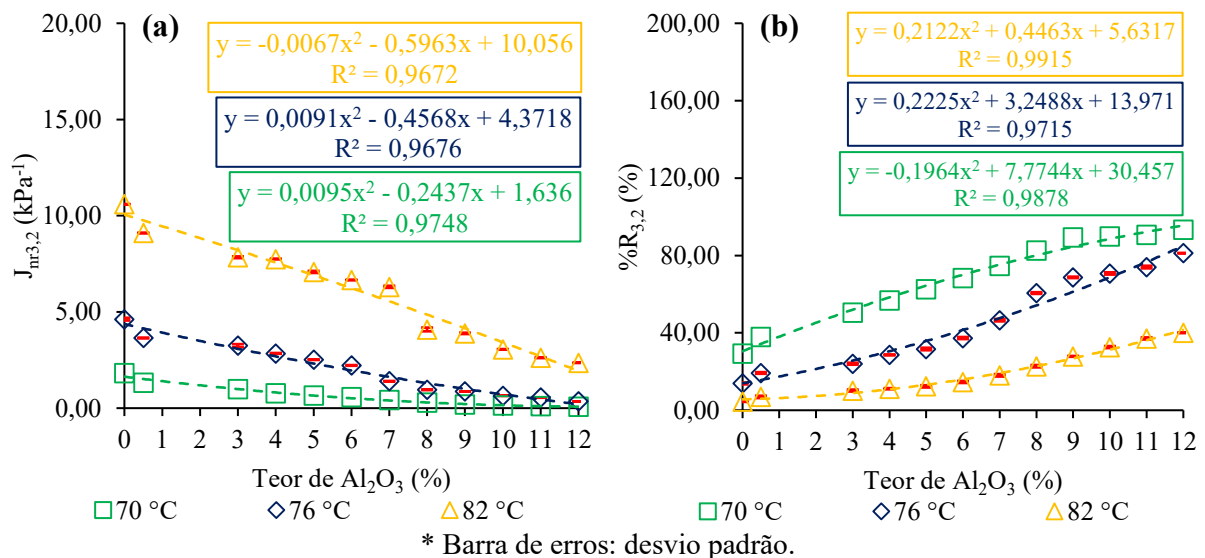 (a)
y = -0,0067x² - 0,5963x + 10,056
R² = 0,9672
y = 0,0091x² - 0,4568x + 4,3718
R² = 0,9676
y = 0,0095x² - 0,2437x + 1,636
R² = 0,9748
J_nr3,2 (kPa⁻¹)
20,00
15,00
10,00
5,00
0,00
0 1 2 3 4 5 6 7 8 9 10 11 12
Teor de Al₂O₃ (%)
70 °C 76 °C 82 °C
(b)
y = 0,2122x² + 0,4463x + 5,6317
R² = 0,9915
y = 0,2225x² + 3,2488x + 13,971
R² = 0,9715
y = -0,1964x² + 7,7744x + 30,457
R² = 0,9878
%R₃,₂ (%)
200,00
160,00
120,00
80,00
40,00
0,00
0 1 2 3 4 5 6 7 8 9 10 11 12
Teor de Al₂O₃ (%)
70 °C 76 °C 82 °C
* Barra de erros: desvio padrão.